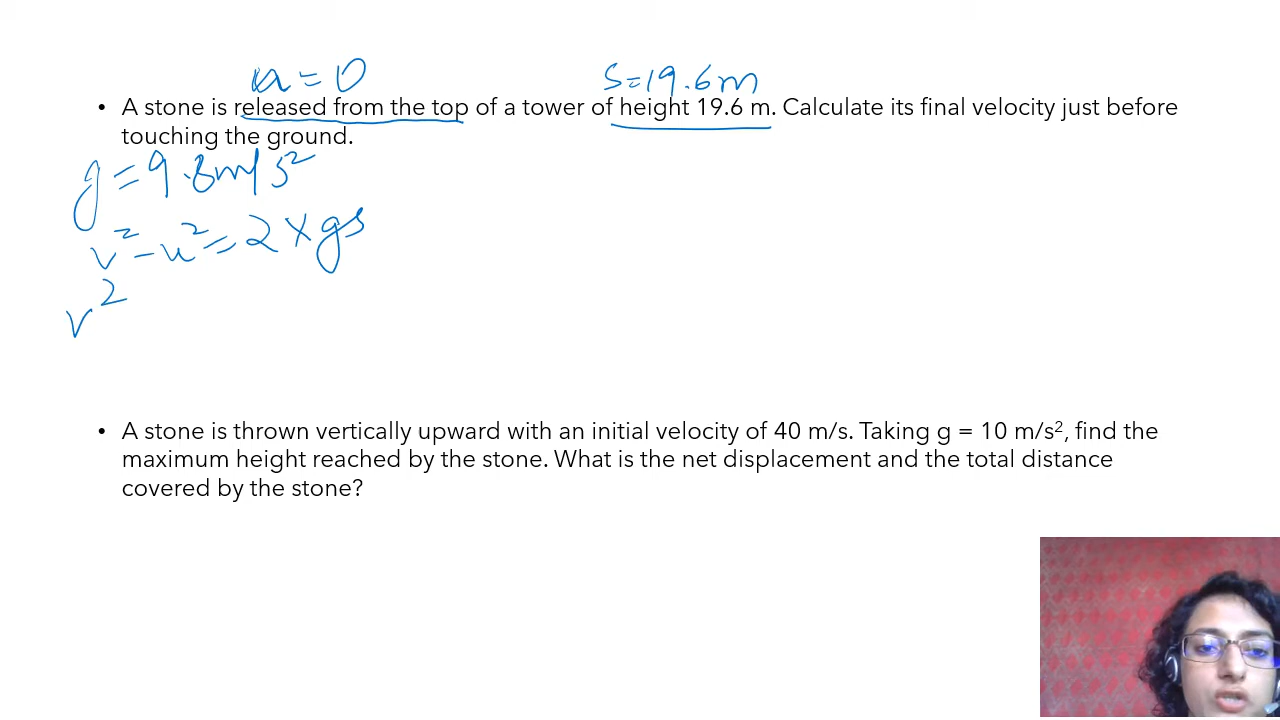 u = 0 s = 19.6m
• A stone is released from the top of a tower of height 19.6 m. Calculate its final velocity just before
touching the ground.
g = 9.8m/s²
v² - u² = 2 × gs
v²
• A stone is thrown vertically upward with an initial velocity of 40 m/s. Taking g = 10 m/s², find the
maximum height reached by the stone. What is the net displacement and the total distance
covered by the stone?